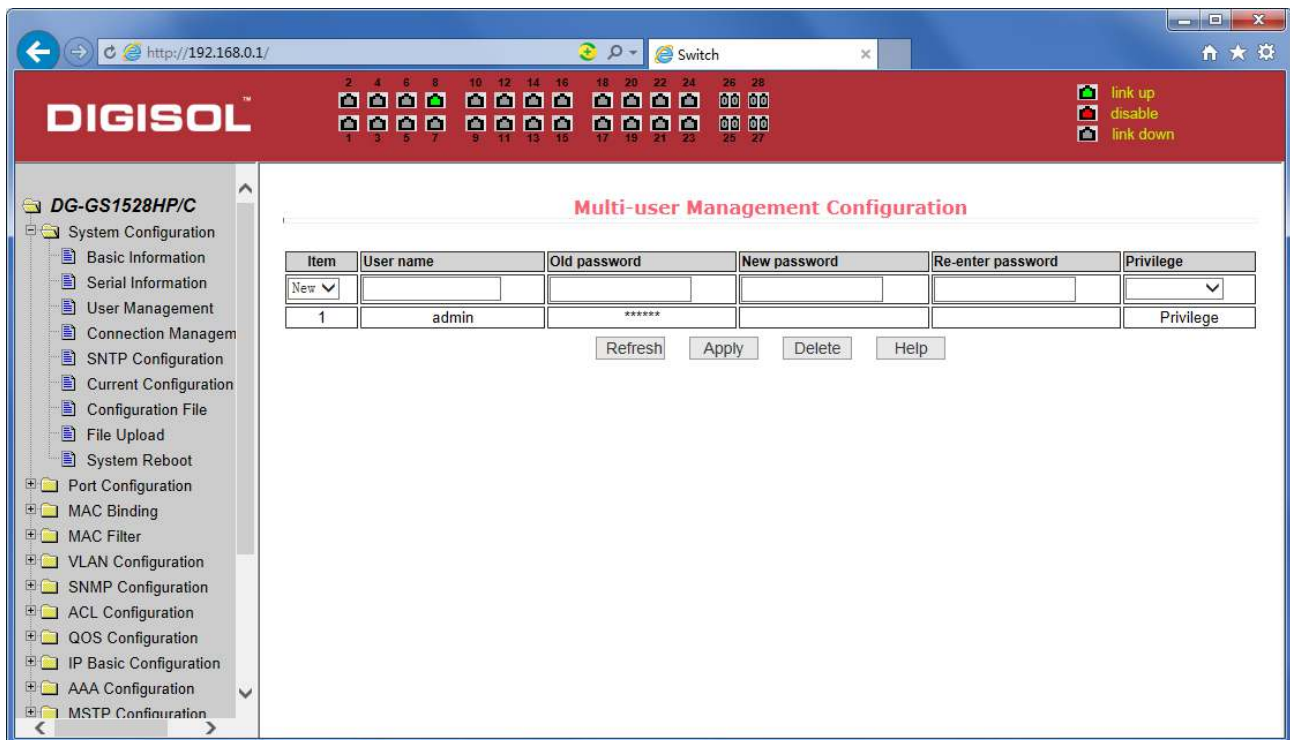 http://192.168.0.1/
Switch
DIGISOL™
2 4 6 8 10 12 14 16 18 20 22 24 26 28
1 3 5 7 9 11 13 15 17 19 21 23 25 27
link up
disable
link down
DG-GS1528HP/C
System Configuration
Basic Information
Serial Information
User Management
Connection Managem
SNTP Configuration
Current Configuration
Configuration File
File Upload
System Reboot
Port Configuration
MAC Binding
MAC Filter
VLAN Configuration
SNMP Configuration
ACL Configuration
QOS Configuration
IP Basic Configuration
AAA Configuration
MSTP Configuration
Multi-user Management Configuration
Item User name Old password New password Re-enter password Privilege
New
1 admin ****** Privilege
Refresh Apply Delete Help